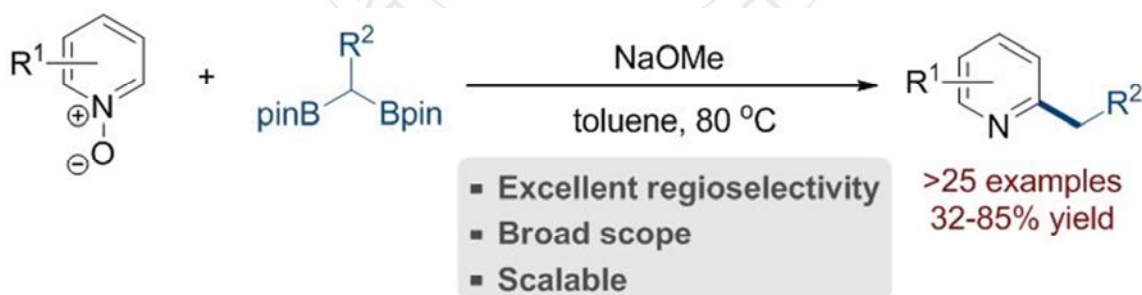 R¹
N
⊕
O
⊖
+
R²
pinB
Bpin
NaOMe
toluene, 80 °C
▪ Excellent regioselectivity
▪ Broad scope
▪ Scalable
R¹
N
R²
>25 examples
32-85% yield